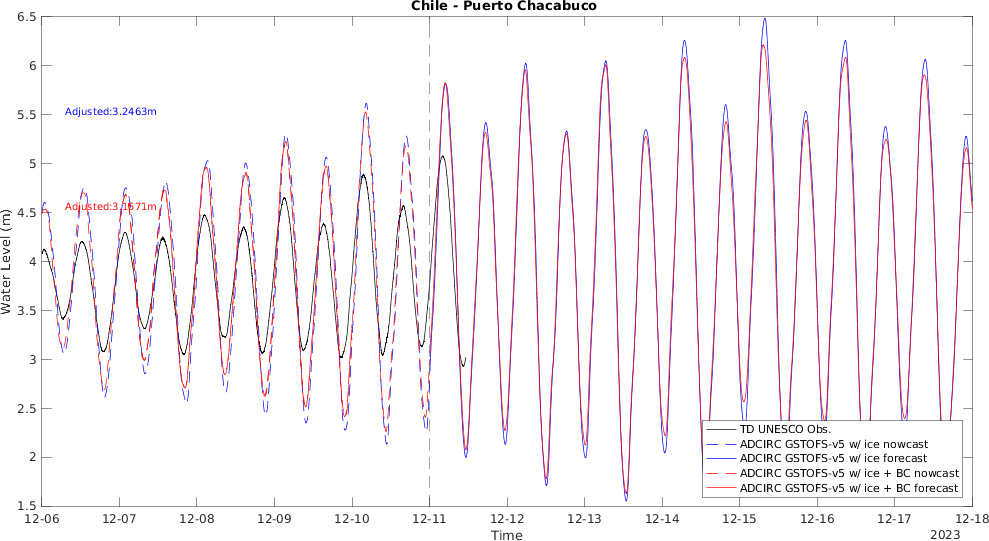 Chile - Puerto Chacabuco
6.5
6
5.5
5
4.5
4
3.5
3
2.5
2
1.5
Water Level (m)
Adjusted:3.2463m
Adjusted:3.1571m
TD UNESCO Obs.
ADCIRC GSTOFS-v5 w/ ice nowcast
ADCIRC GSTOFS-v5 w/ ice forecast
ADCIRC GSTOFS-v5 w/ ice + BC nowcast
ADCIRC GSTOFS-v5 w/ ice + BC forecast
12-06 12-07 12-08 12-09 12-10 12-11 12-12 12-13 12-14 12-15 12-16 12-17 12-18
Time
2023